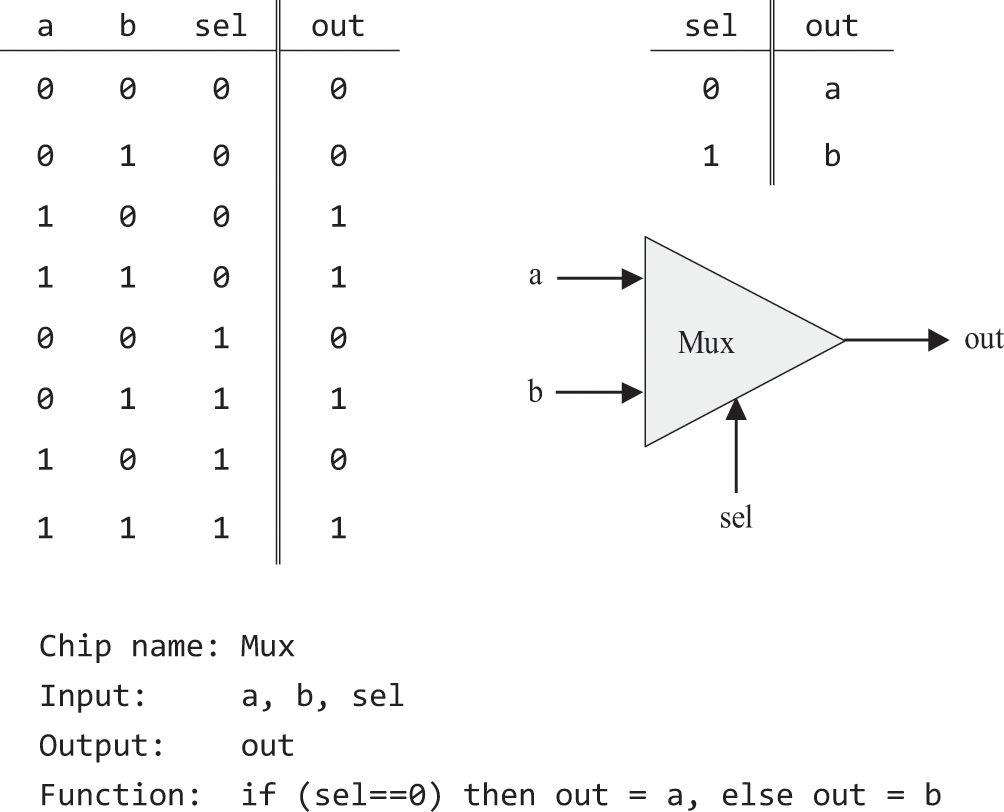 a b sel out
0 0 0 0
0 1 0 0
1 0 0 1
1 1 0 1
0 0 1 0
0 1 1 1
1 0 1 0
1 1 1 1
sel out
0 a
1 b
a
Mux
out
b
sel
Chip name: Mux
Input: a, b, sel
Output: out
Function: if (sel==0) then out = a, else out = b